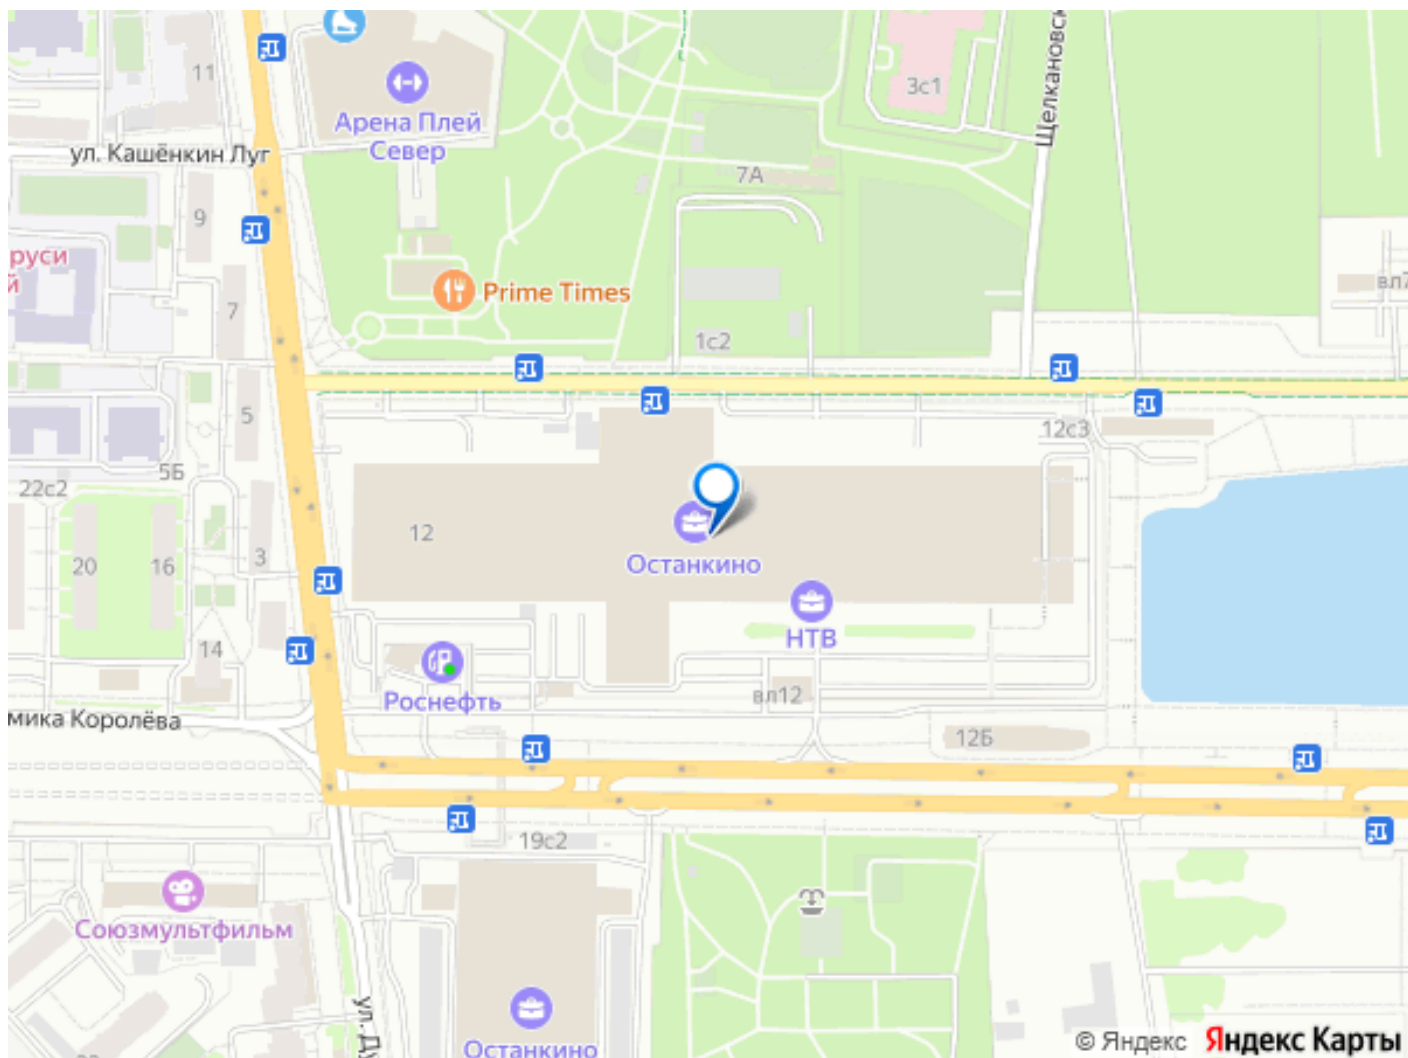 11
3с1
Щелкановск
Арена Плей
Север
ул. Кашёнкин Луг
7А
9
руси
й
Prime Times
7
вл7
1с2
5
12с3
5Б
22с2
12
20
16
3
Останкино
НТВ
14
Роснефть
вл12
мика Королёва
12Б
19с2
Союзмультфильм
ул. Ду
Останкино
© Яндекс Яндекс Карты